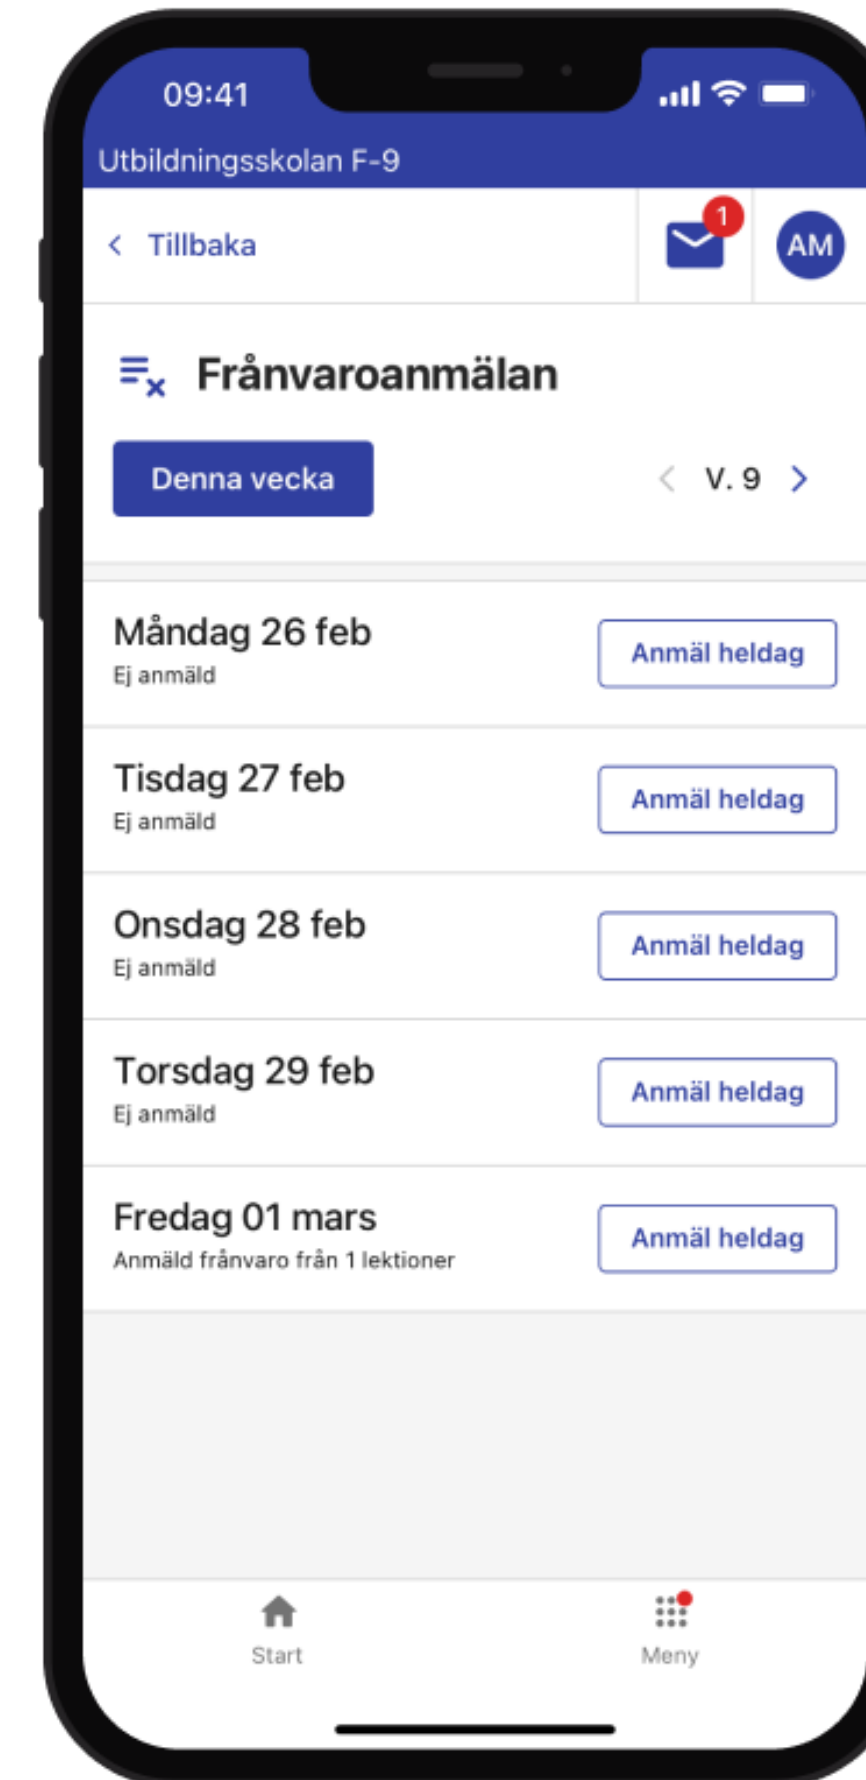 09:41
Utbildningsskolan F-9
Tillbaka
1
AM
Frånvaroanmälan
Denna vecka
V. 9
Måndag 26 feb
Ej anmäld
Anmäl heldag
Tisdag 27 feb
Ej anmäld
Anmäl heldag
Onsdag 28 feb
Ej anmäld
Anmäl heldag
Torsdag 29 feb
Ej anmäld
Anmäl heldag
Fredag 01 mars
Anmäld frånvaro från 1 lektioner
Anmäl heldag
Start
Meny